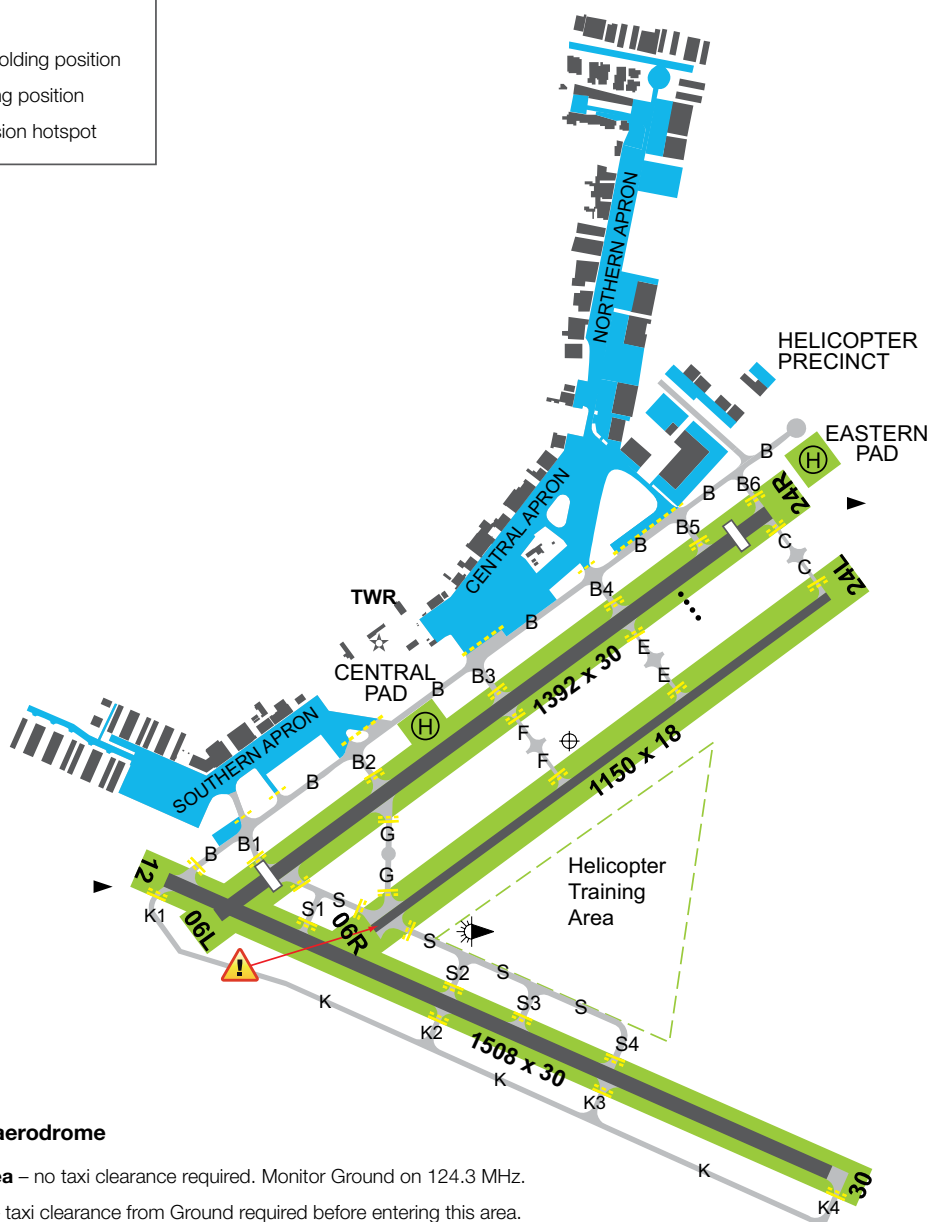 olding position
ng position
sion hotspot
NORTHERN APRON
HELICOPTER
PRECINCT
EASTERN
PAD
H
B
B6
24R
B
B5
B
C
C
24L
CENTRAL APRON
B4
B
E
E
TWR
CENTRAL
PAD
B
B3
1392 x 30
H
F
F
1150 x 18
SOUTHERN APRON
B2
B
G
G
B
B1
12
K1
06L
S
S1
06R
Helicopter
Training
Area
!
S
S
S
S2
S3
S4
K
K2
1508 x 30
K
K3
K
K4
30
aerodrome
ea – no taxi clearance required. Monitor Ground on 124.3 MHz.
taxi clearance from Ground required before entering this area.